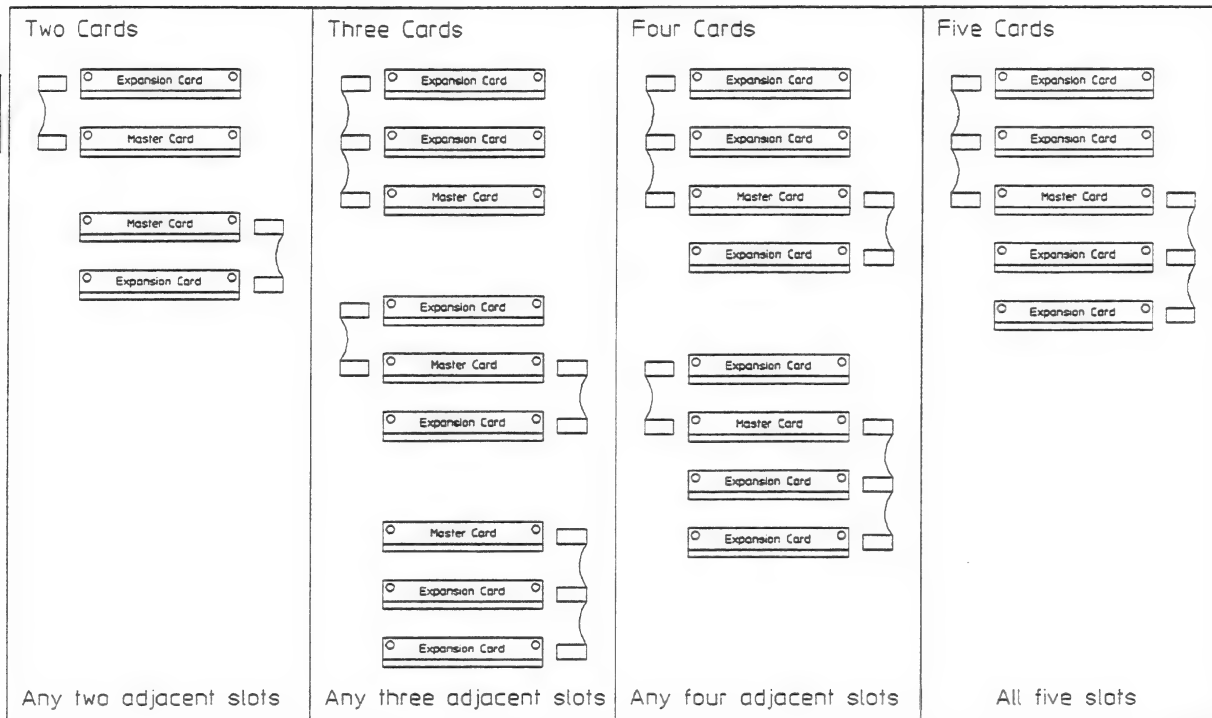 Two Cards
Expansion Card
Master Card
Master Card
Expansion Card
Any two adjacent slots
Three Cards
Expansion Card
Expansion Card
Master Card
Expansion Card
Master Card
Expansion Card
Master Card
Expansion Card
Expansion Card
Any three adjacent slots
Four Cards
Expansion Card
Expansion Card
Master Card
Expansion Card
Expansion Card
Master Card
Expansion Card
Expansion Card
Any four adjacent slots
Five Cards
Expansion Card
Expansion Card
Master Card
Expansion Card
Expansion Card
All five slots